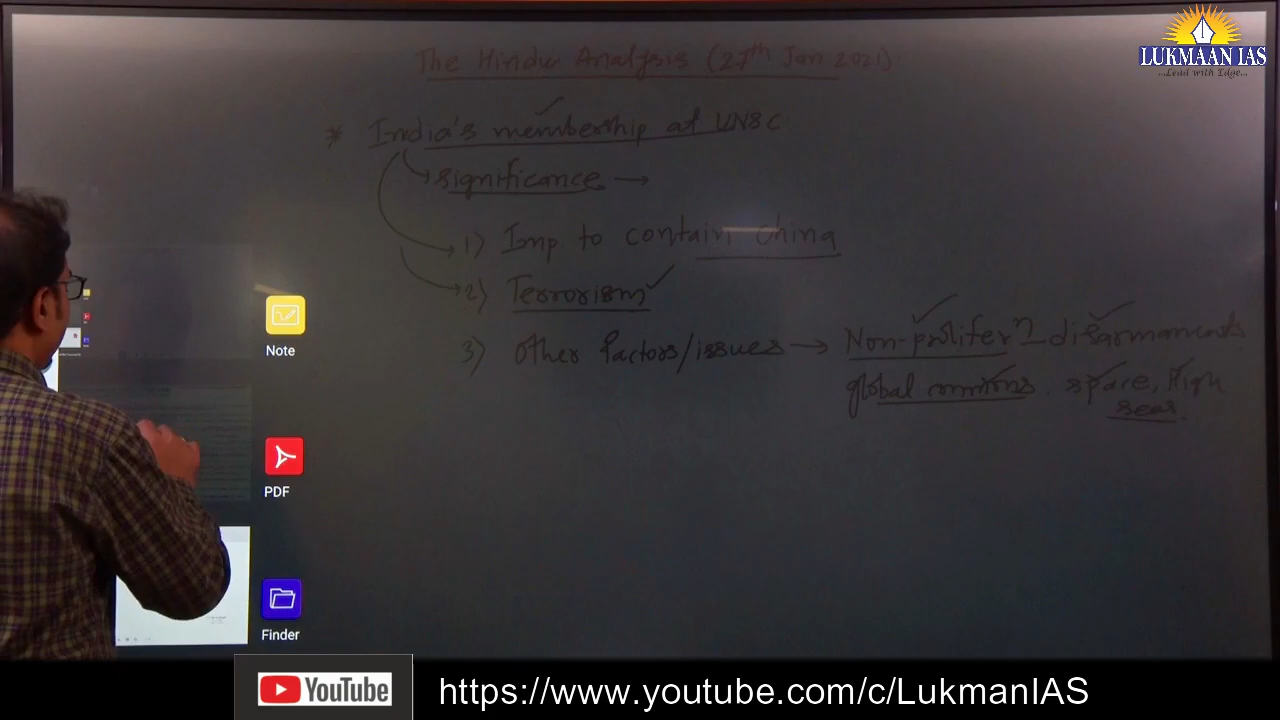 The Hindu Analysis (27th Jan 2021)
LUKMAAN IAS
...Lead with Edge...
* India's membership at UNSC
significance →
1) Imp. to contain China
2) Terrorism
3) Other factors/issues → Non-prolifern disarmaments
global commons. space, High
seas.
Note
PDF
Finder
YouTube
https://www.youtube.com/c/LukmanIAS